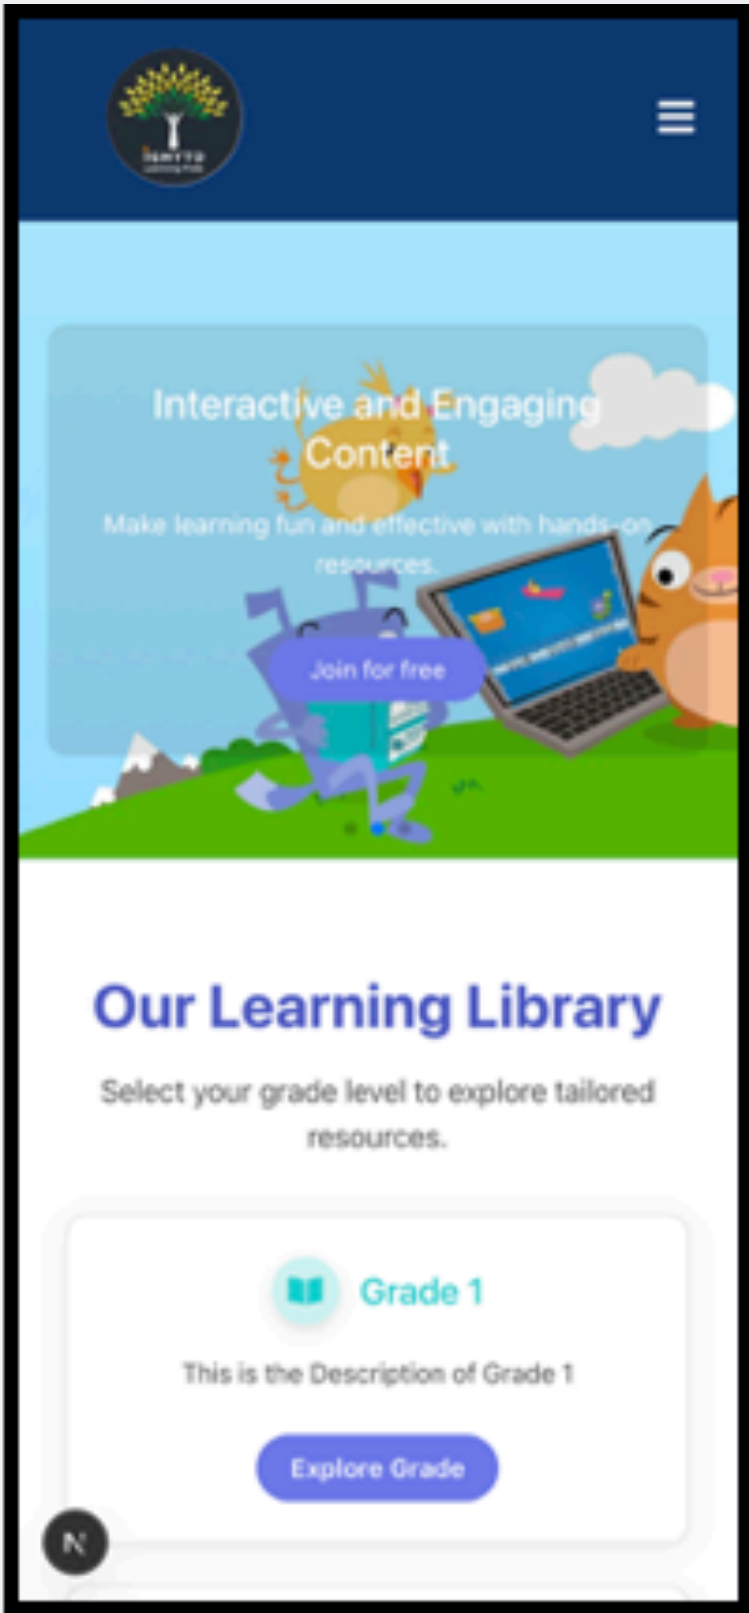 Interactive and Engaging
Content
Make learning fun and effective with hands-on
resources.
Join for free
Our Learning Library
Select your grade level to explore tailored
resources.
Grade 1
This is the Description of Grade 1
Explore Grade
N